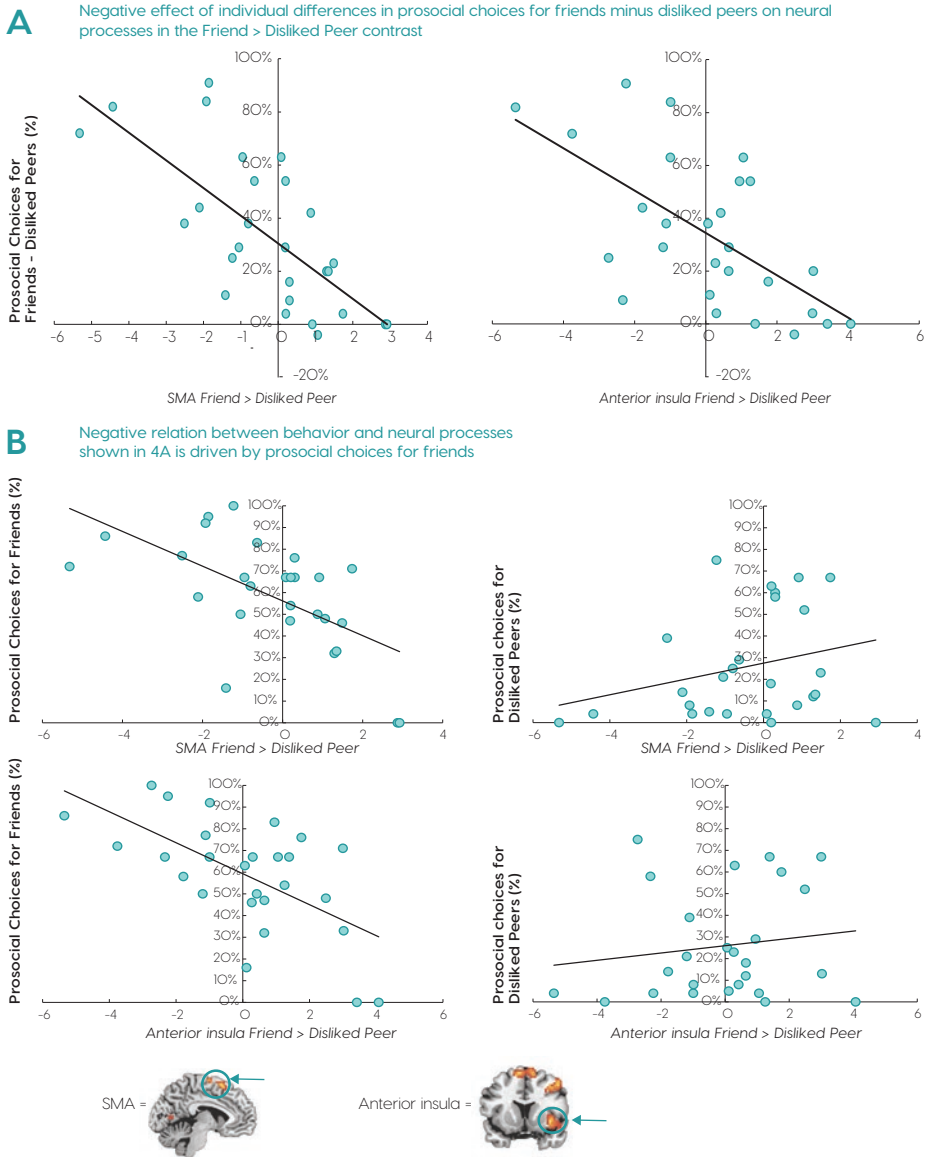 A
Negative effect of individual differences in prosocial choices for friends minus disliked peers on neural
processes in the Friend > Disliked Peer contrast
Prosocial Choices for
Friends - Disliked Peers (%)
100%
80%
60%
40%
20%
0%
-20%
-6 -5 -4 -3 -2 -1 0 1 2 3 4
-
SMA Friend > Disliked Peer
100%
80%
60%
40%
20%
0%
-20%
-6 -4 -2 0 2 4 6
Anterior insula Friend > Disliked Peer
B
Negative relation between behavior and neural processes
shown in 4A is driven by prosocial choices for friends
Prosocial Choices for Friends (%)
100%
90%
80%
70%
60%
50%
40%
30%
20%
10%
0%
-6 -4 -2 0 2 4
SMA Friend > Disliked Peer
Prosocial choices for
Disliked Peers (%)
100%
90%
80%
70%
60%
50%
40%
30%
20%
10%
0%
-6 -4 -2 0 2 4
SMA Friend > Disliked Peer
Prosocial Choices for Friends (%)
100%
90%
80%
70%
60%
50%
40%
30%
20%
10%
0%
-6 -4 -2 0 2 4 6
Anterior insula Friend > Disliked Peer
Prosocial choices for
Disliked Peers (%)
100%
90%
80%
70%
60%
50%
40%
30%
20%
10%
0%
-6 -4 -2 0 2 4 6
Anterior insula Friend > Disliked Peer
SMA =
Anterior insula =